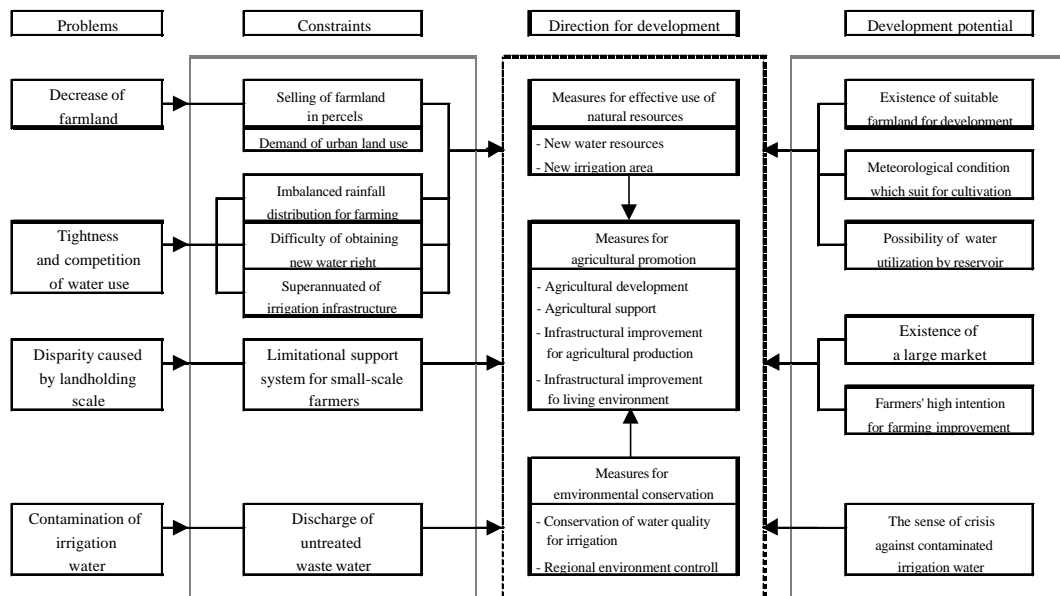 Problems
Constraints
Direction for development
Development potential
Decrease of
farmland
Tightness
and competition
of water use
Disparity caused
by landholding
scale
Contamination of
irrigation
water
Selling of farmland
in percels
Demand of urban land use
Imbalanced rainfall
distribution for farming
Difficulty of obtaining
new water right
Superannuated of
irrigation infrastructure
Limitational support
system for small-scale
farmers
Discharge of
untreated
waste water
Measures for effective use of
natural resources
- New water resources
- New irrigation area
Measures for
agricultural promotion
- Agricultural development
- Agricultural support
- Infrastructural improvement
for agricultural production
- Infrastructural improvement
fo living environment
Measures for
emvironmental conservation
- Conservation of water quality
for irrigation
- Regional environment controll
Existence of suitable
farmland for development
Meteorological condition
which suit for cultivation
Possibility of water
utilization by reservoir
Existence of
a large market
Farmers' high intention
for farming improvement
The sense of crisis
against contaminated
irrigation water